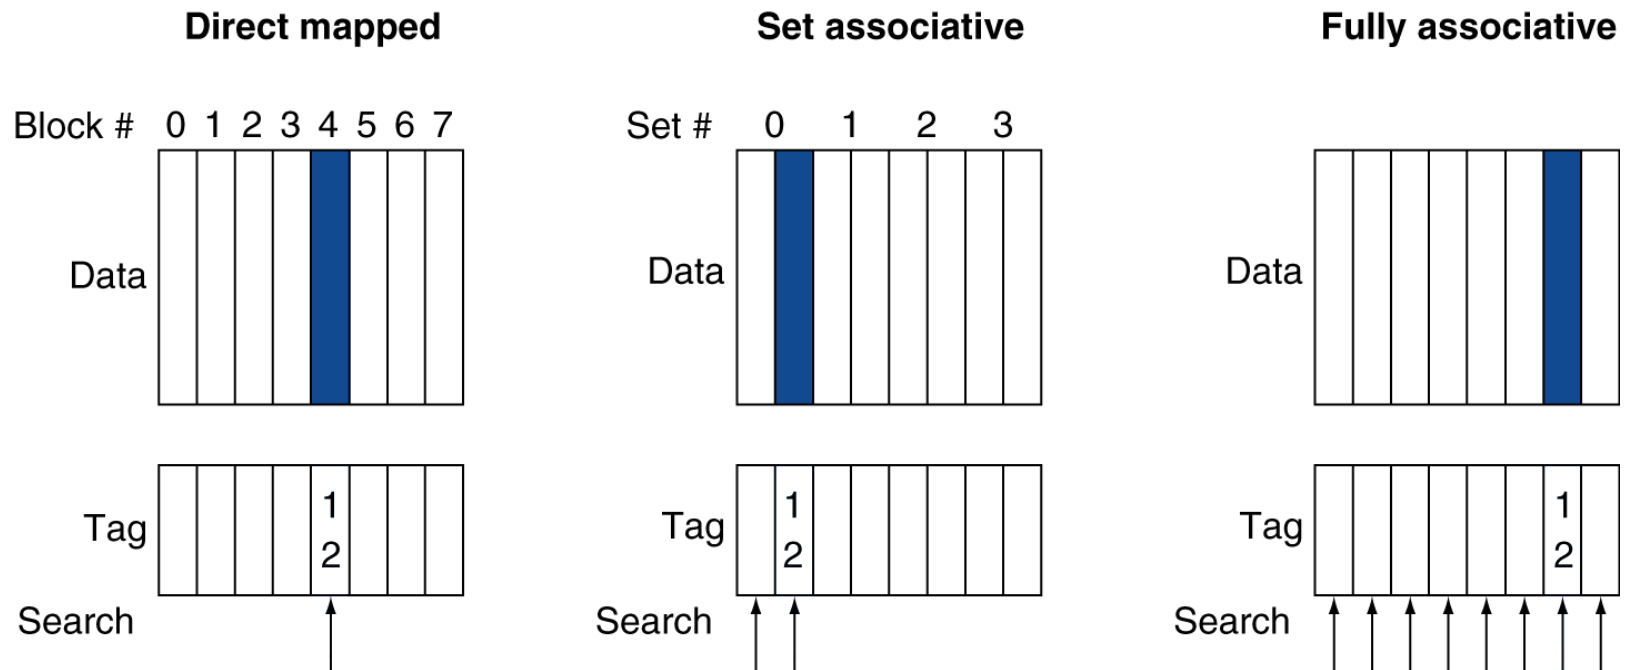 Direct mapped
Set associative
Fully associative
Block # 0 1 2 3 4 5 6 7
Set # 0 1 2 3
Data
Data
Data
Tag
1
2
Tag
1
2
Tag
1
2
Search
Search
Search